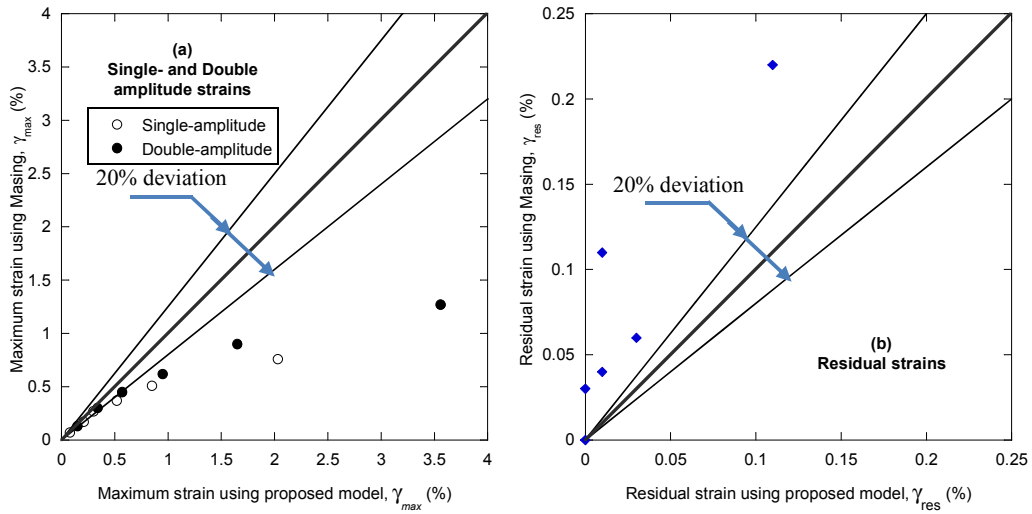 4
3.5
3
2.5
2
1.5
1
0.5
0
Maximum strain using Masing, γmax (%)
(a)
Single- and Double
amplitude strains
Single-amplitude
Double-amplitude
20% deviation
0 0.5 1 1.5 2 2.5 3 3.5 4
Maximum strain using proposed model, γmax (%)
0.25
0.2
0.15
0.1
0.05
0
Residual strain using Masing, γres (%)
20% deviation
(b)
Residual strains
0 0.05 0.1 0.15 0.2 0.25
Residual strain using proposed model, γres (%)